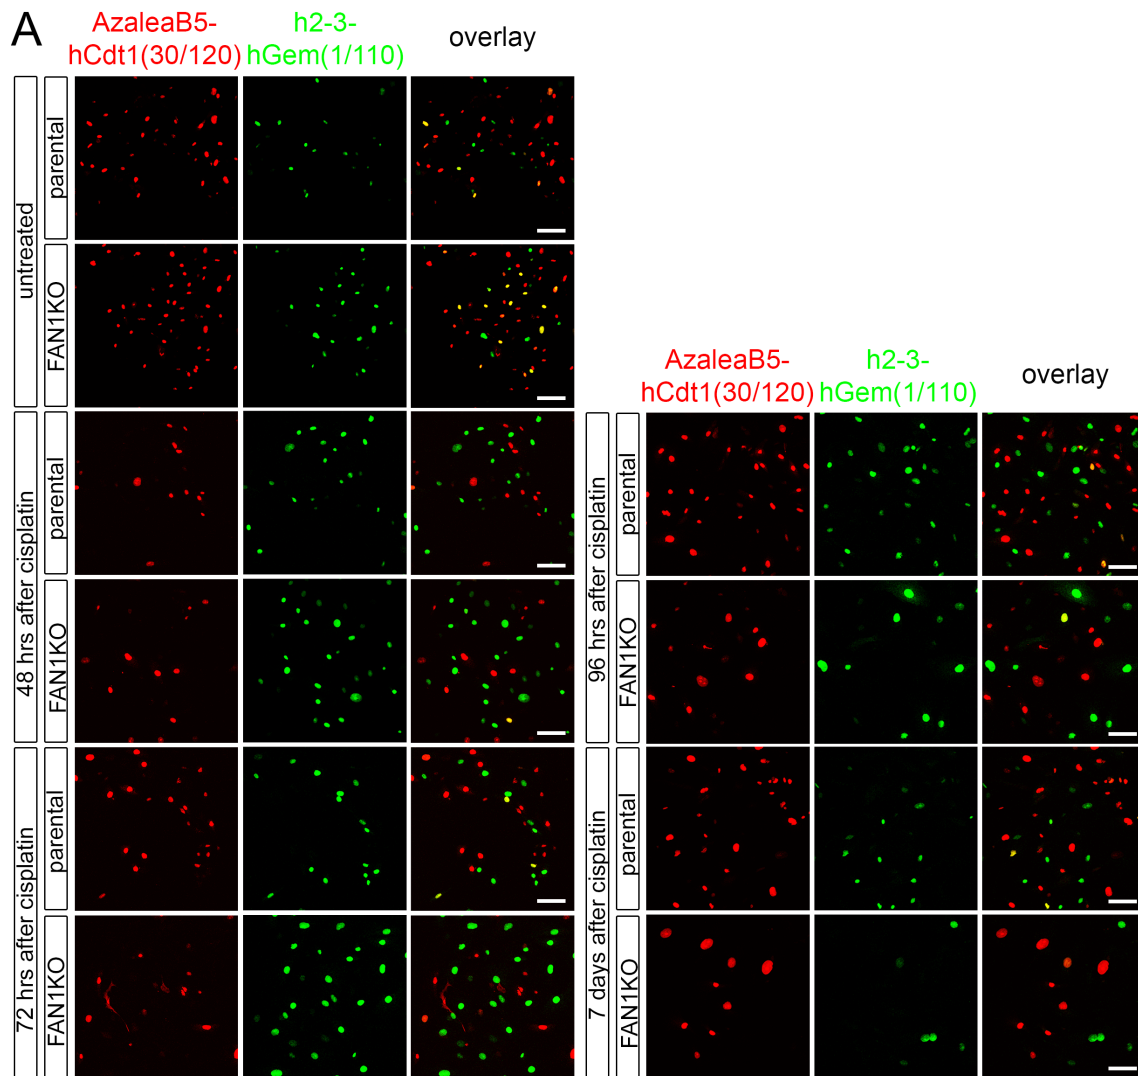 A
AzaleaB5-
hCdt1(30/120)
h2-3-
hGem(1/110)
overlay
untreated
parental
FAN1KO
48 hrs after cisplatin
parental
FAN1KO
72 hrs after cisplatin
parental
FAN1KO
AzaleaB5-
hCdt1(30/120)
h2-3-
hGem(1/110)
overlay
96 hrs after cisplatin
parental
FAN1KO
7 days after cisplatin
parental
FAN1KO